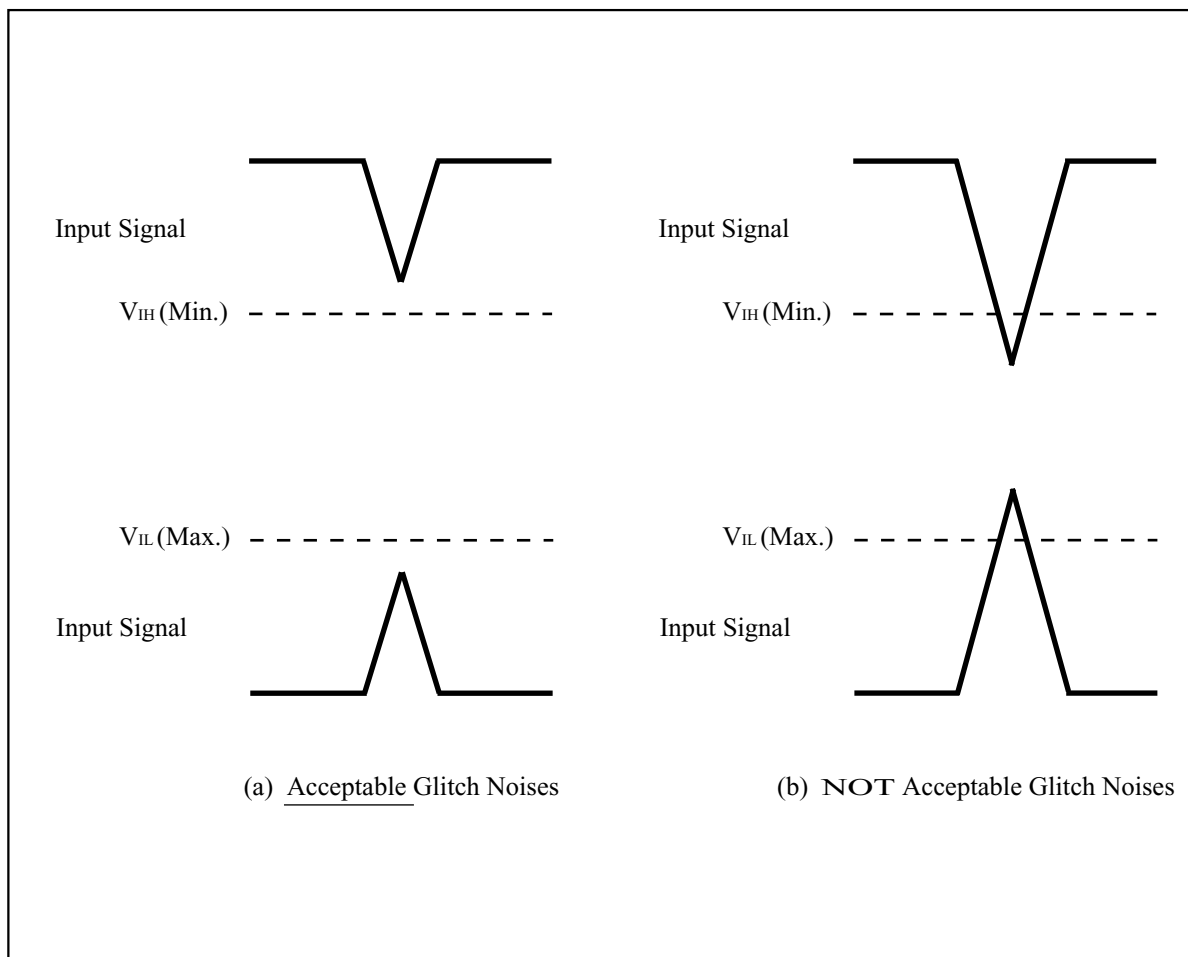 Input Signal
Input Signal
VIH (Min.)
VIH (Min.)
VIL (Max.)
VIL (Max.)
Input Signal
Input Signal
(a) Acceptable Glitch Noises
(b) NOT Acceptable Glitch Noises